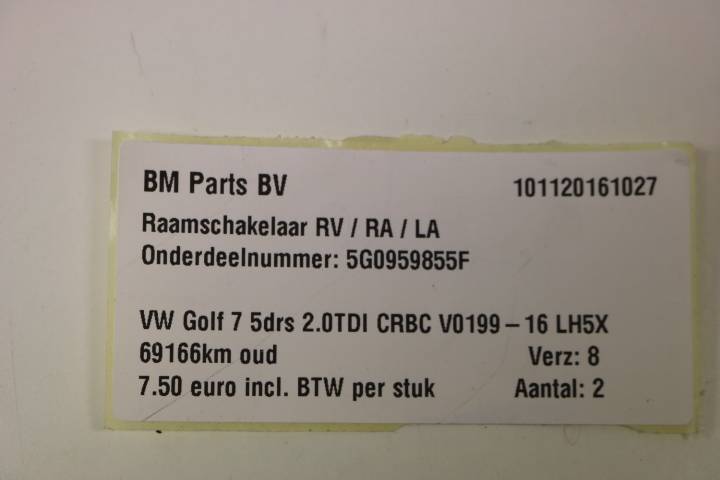 BM Parts BV 101120161027
Raamschakelaar RV / RA / LA
Onderdeelnummer: 5G0959855F
VW Golf 7 5drs 2.0TDI CRBC V0199 – 16 LH5X
69166km oud Verz: 8
7.50 euro incl. BTW per stuk Aantal: 2